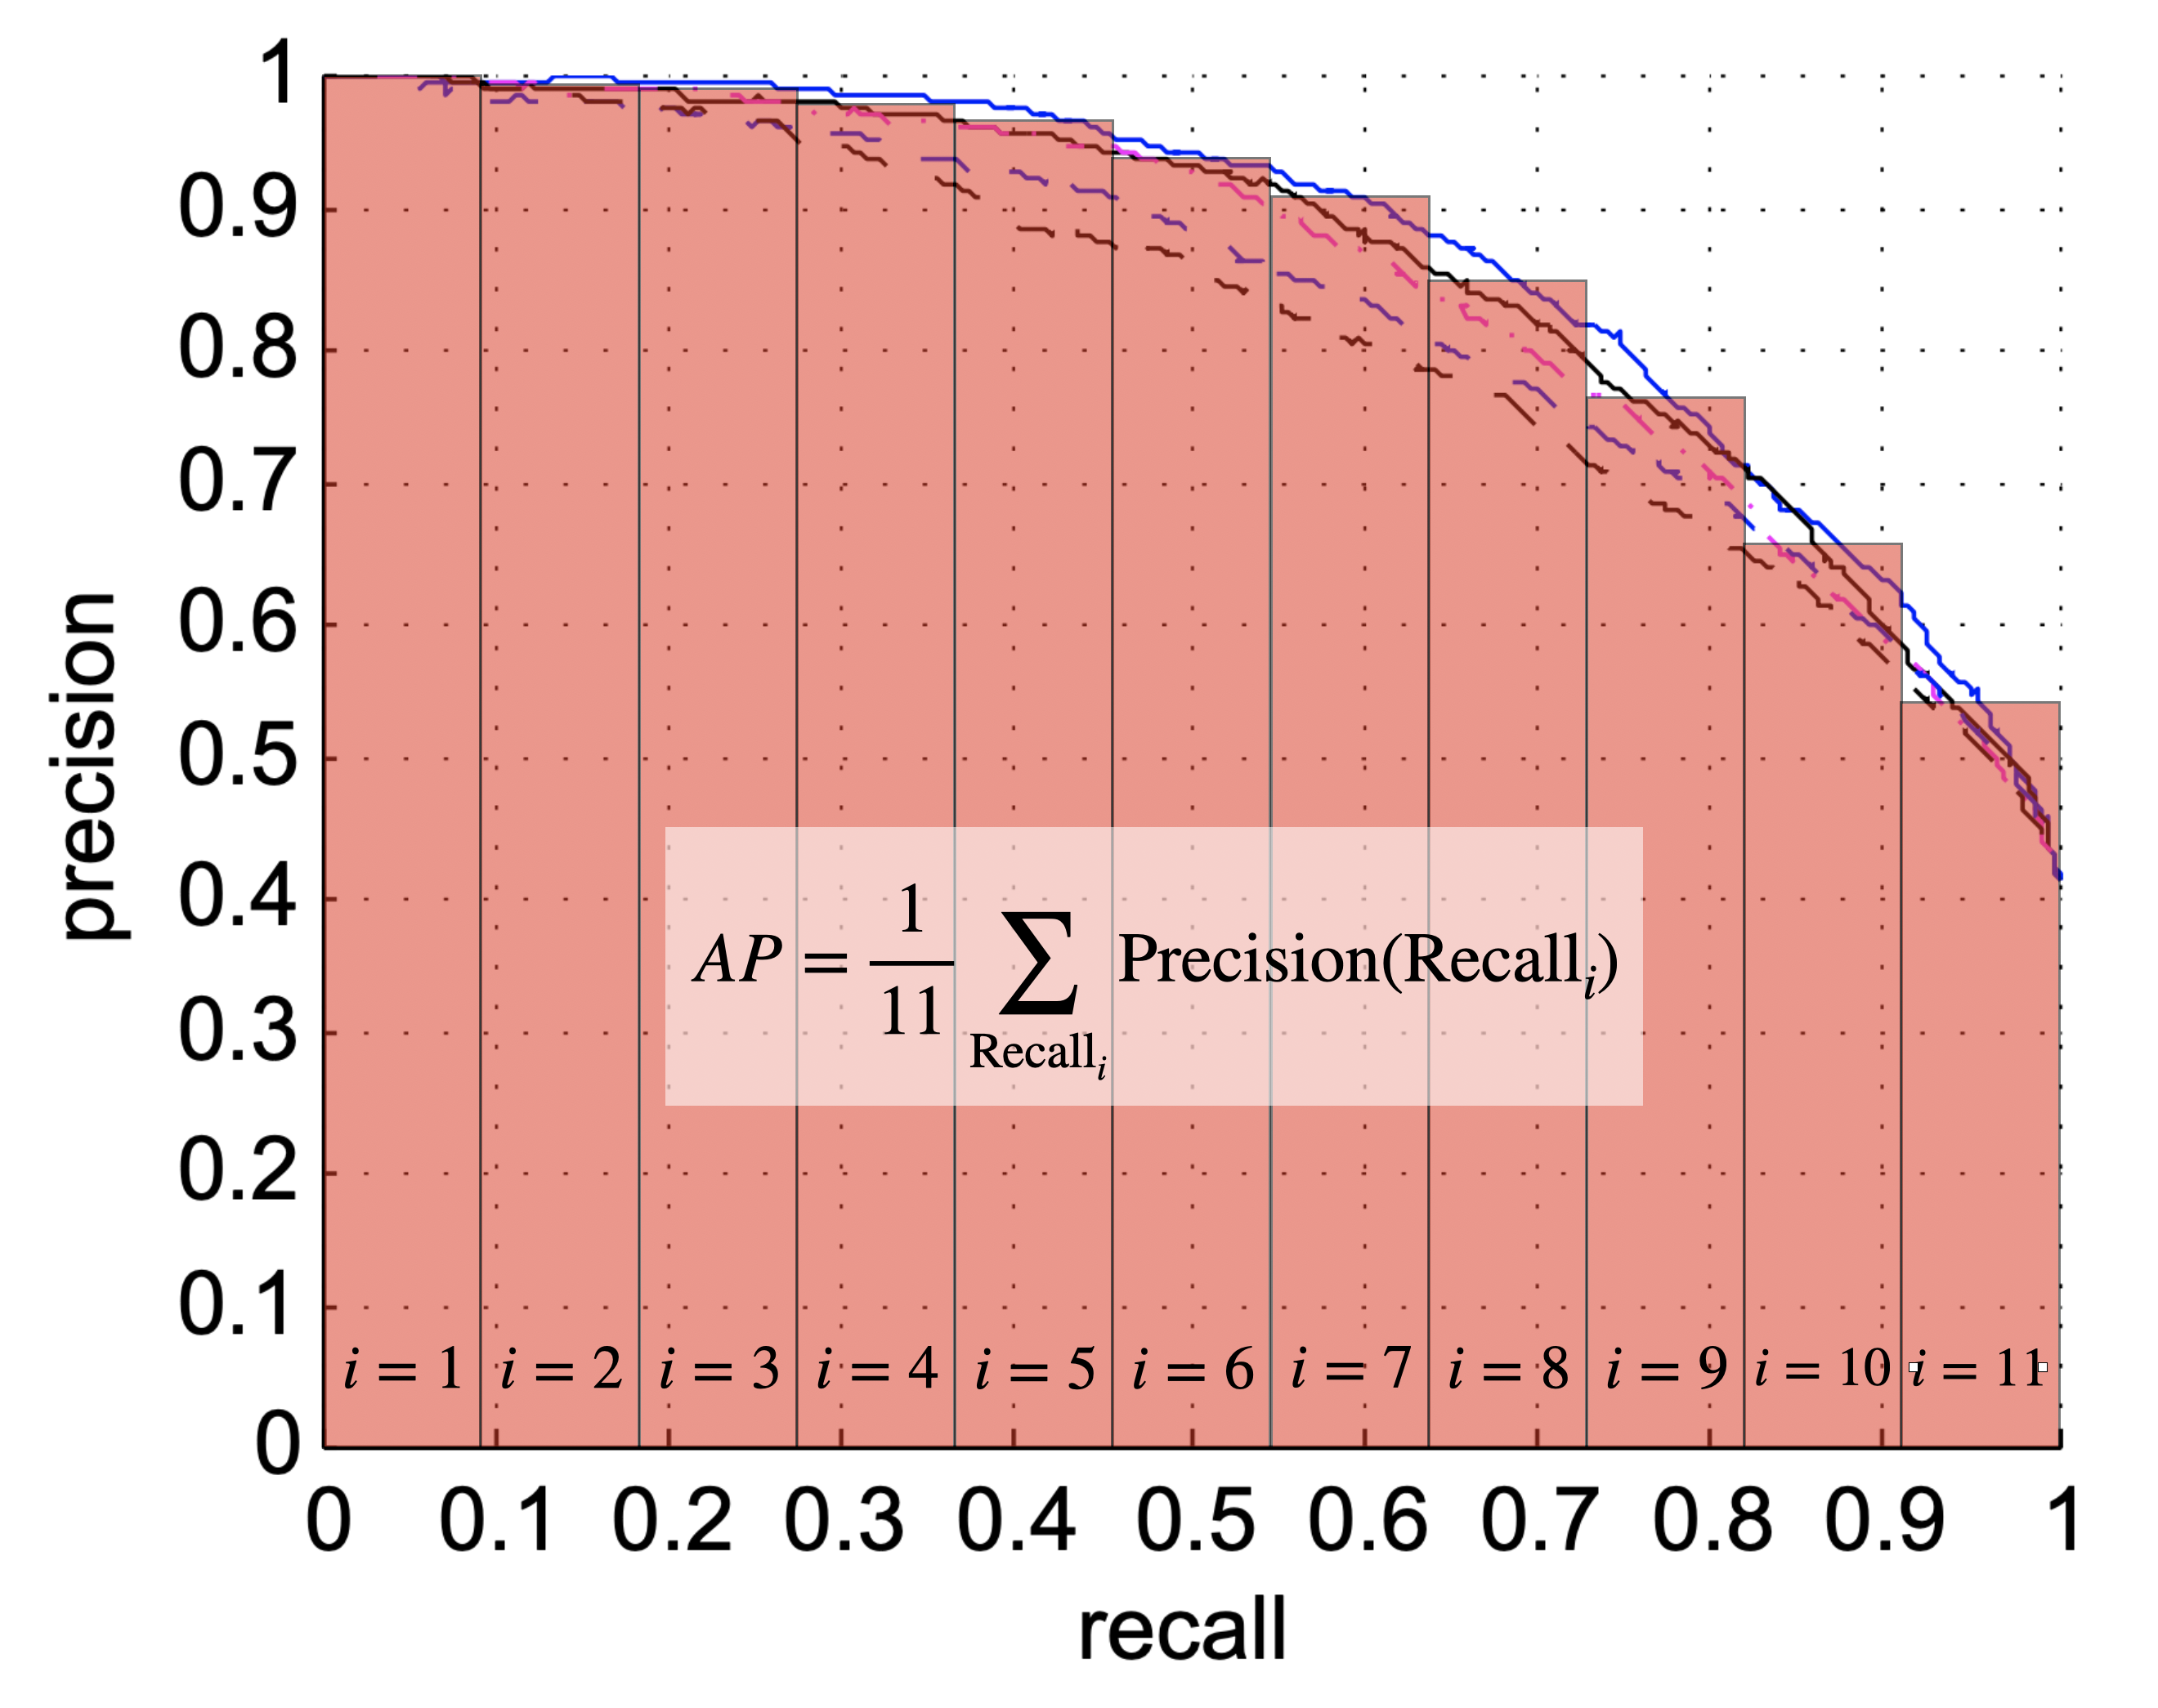 1
0.9
0.8
0.7
0.6
0.5
0.4
0.3
0.2
0.1
0
precision
AP = 1/11 ∑ Recall_i Precision(Recall_i)
i = 1 i = 2 i = 3 i = 4 i = 5 i = 6 i = 7 i = 8 i = 9 i = 10 i = 11
0 0.1 0.2 0.3 0.4 0.5 0.6 0.7 0.8 0.9 1
recall